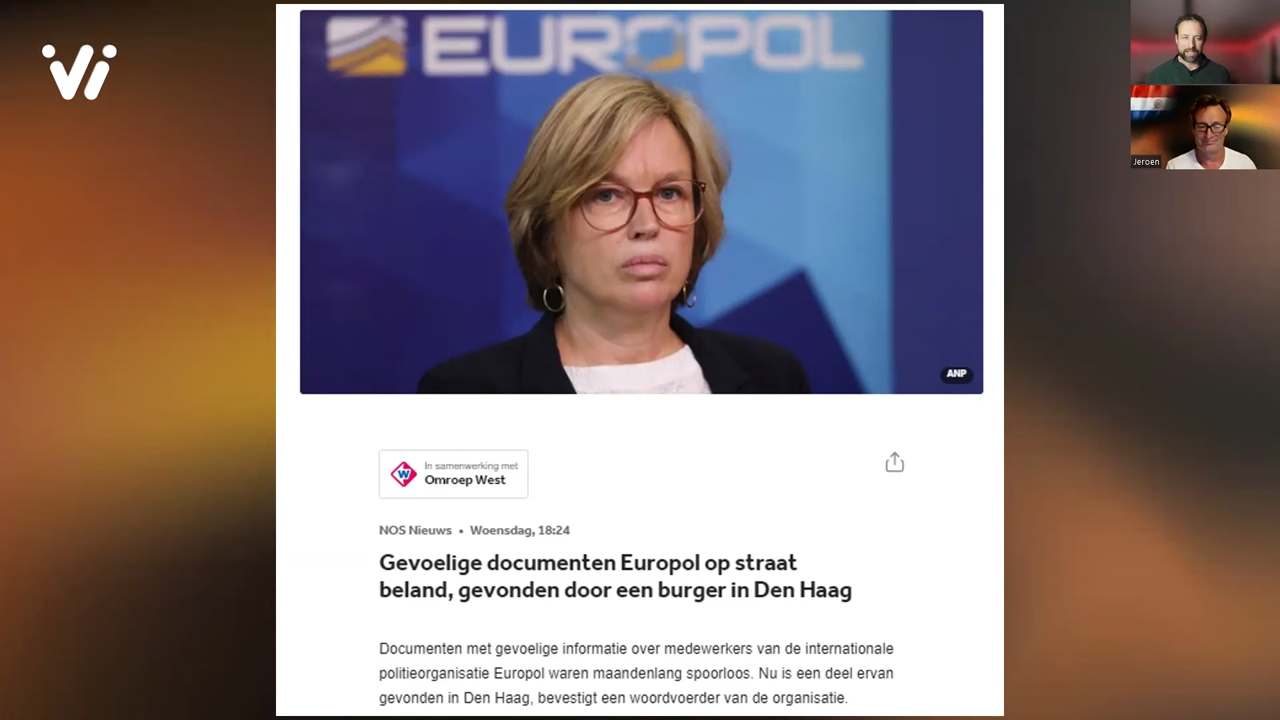 EUROPOL
Jeroen
ANP
In samenwerking met
W
Omroep West
NOS Nieuws • Woensdag, 18:24
Gevoelige documenten Europol op straat
beland, gevonden door een burger in Den Haag
Documenten met gevoelige informatie over medewerkers van de internationale
politieorganisatie Europol waren maandenlang spoorloos. Nu is een deel ervan
gevonden in Den Haag, bevestigt een woordvoerder van de organisatie.